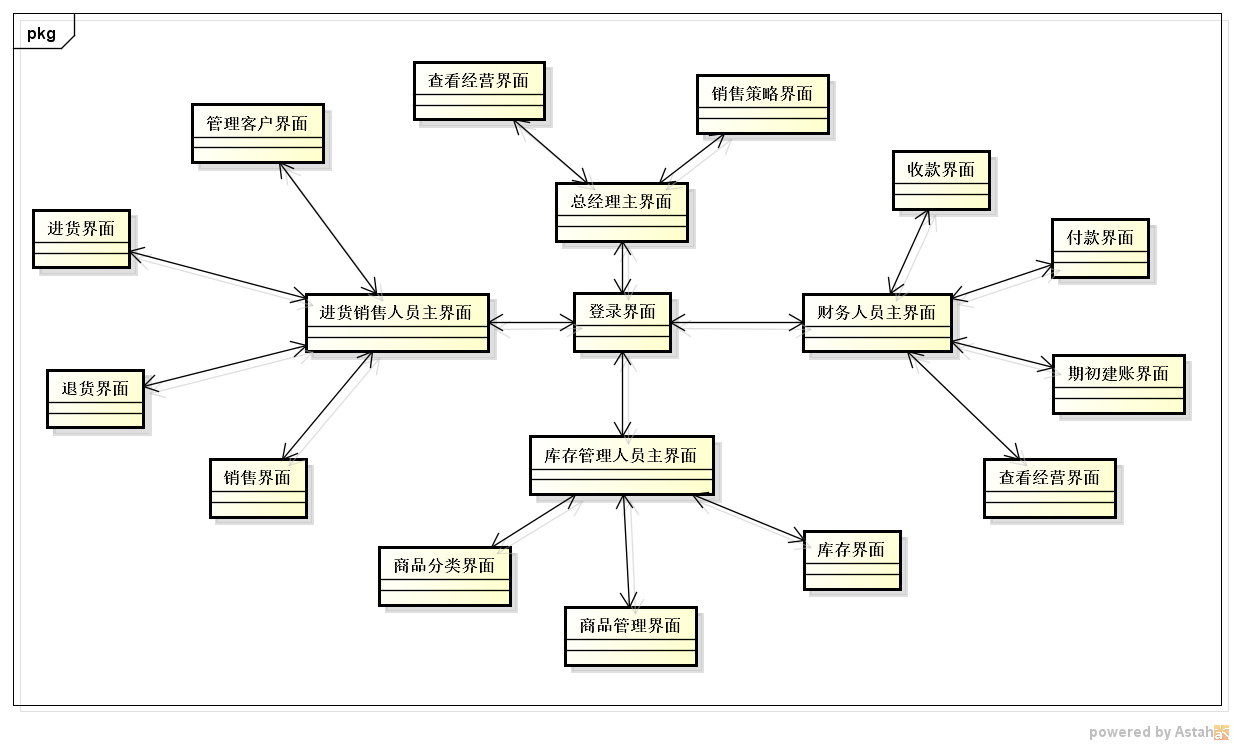 pkg
查看经营界面
销售策略界面
管理客户界面
收款界面
总经理主界面
进货界面
付款界面
进货销售人员主界面
登录界面
财务人员主界面
退货界面
期初建账界面
库存管理人员主界面
销售界面
查看经营界面
商品分类界面
库存界面
商品管理界面
powered by Astah